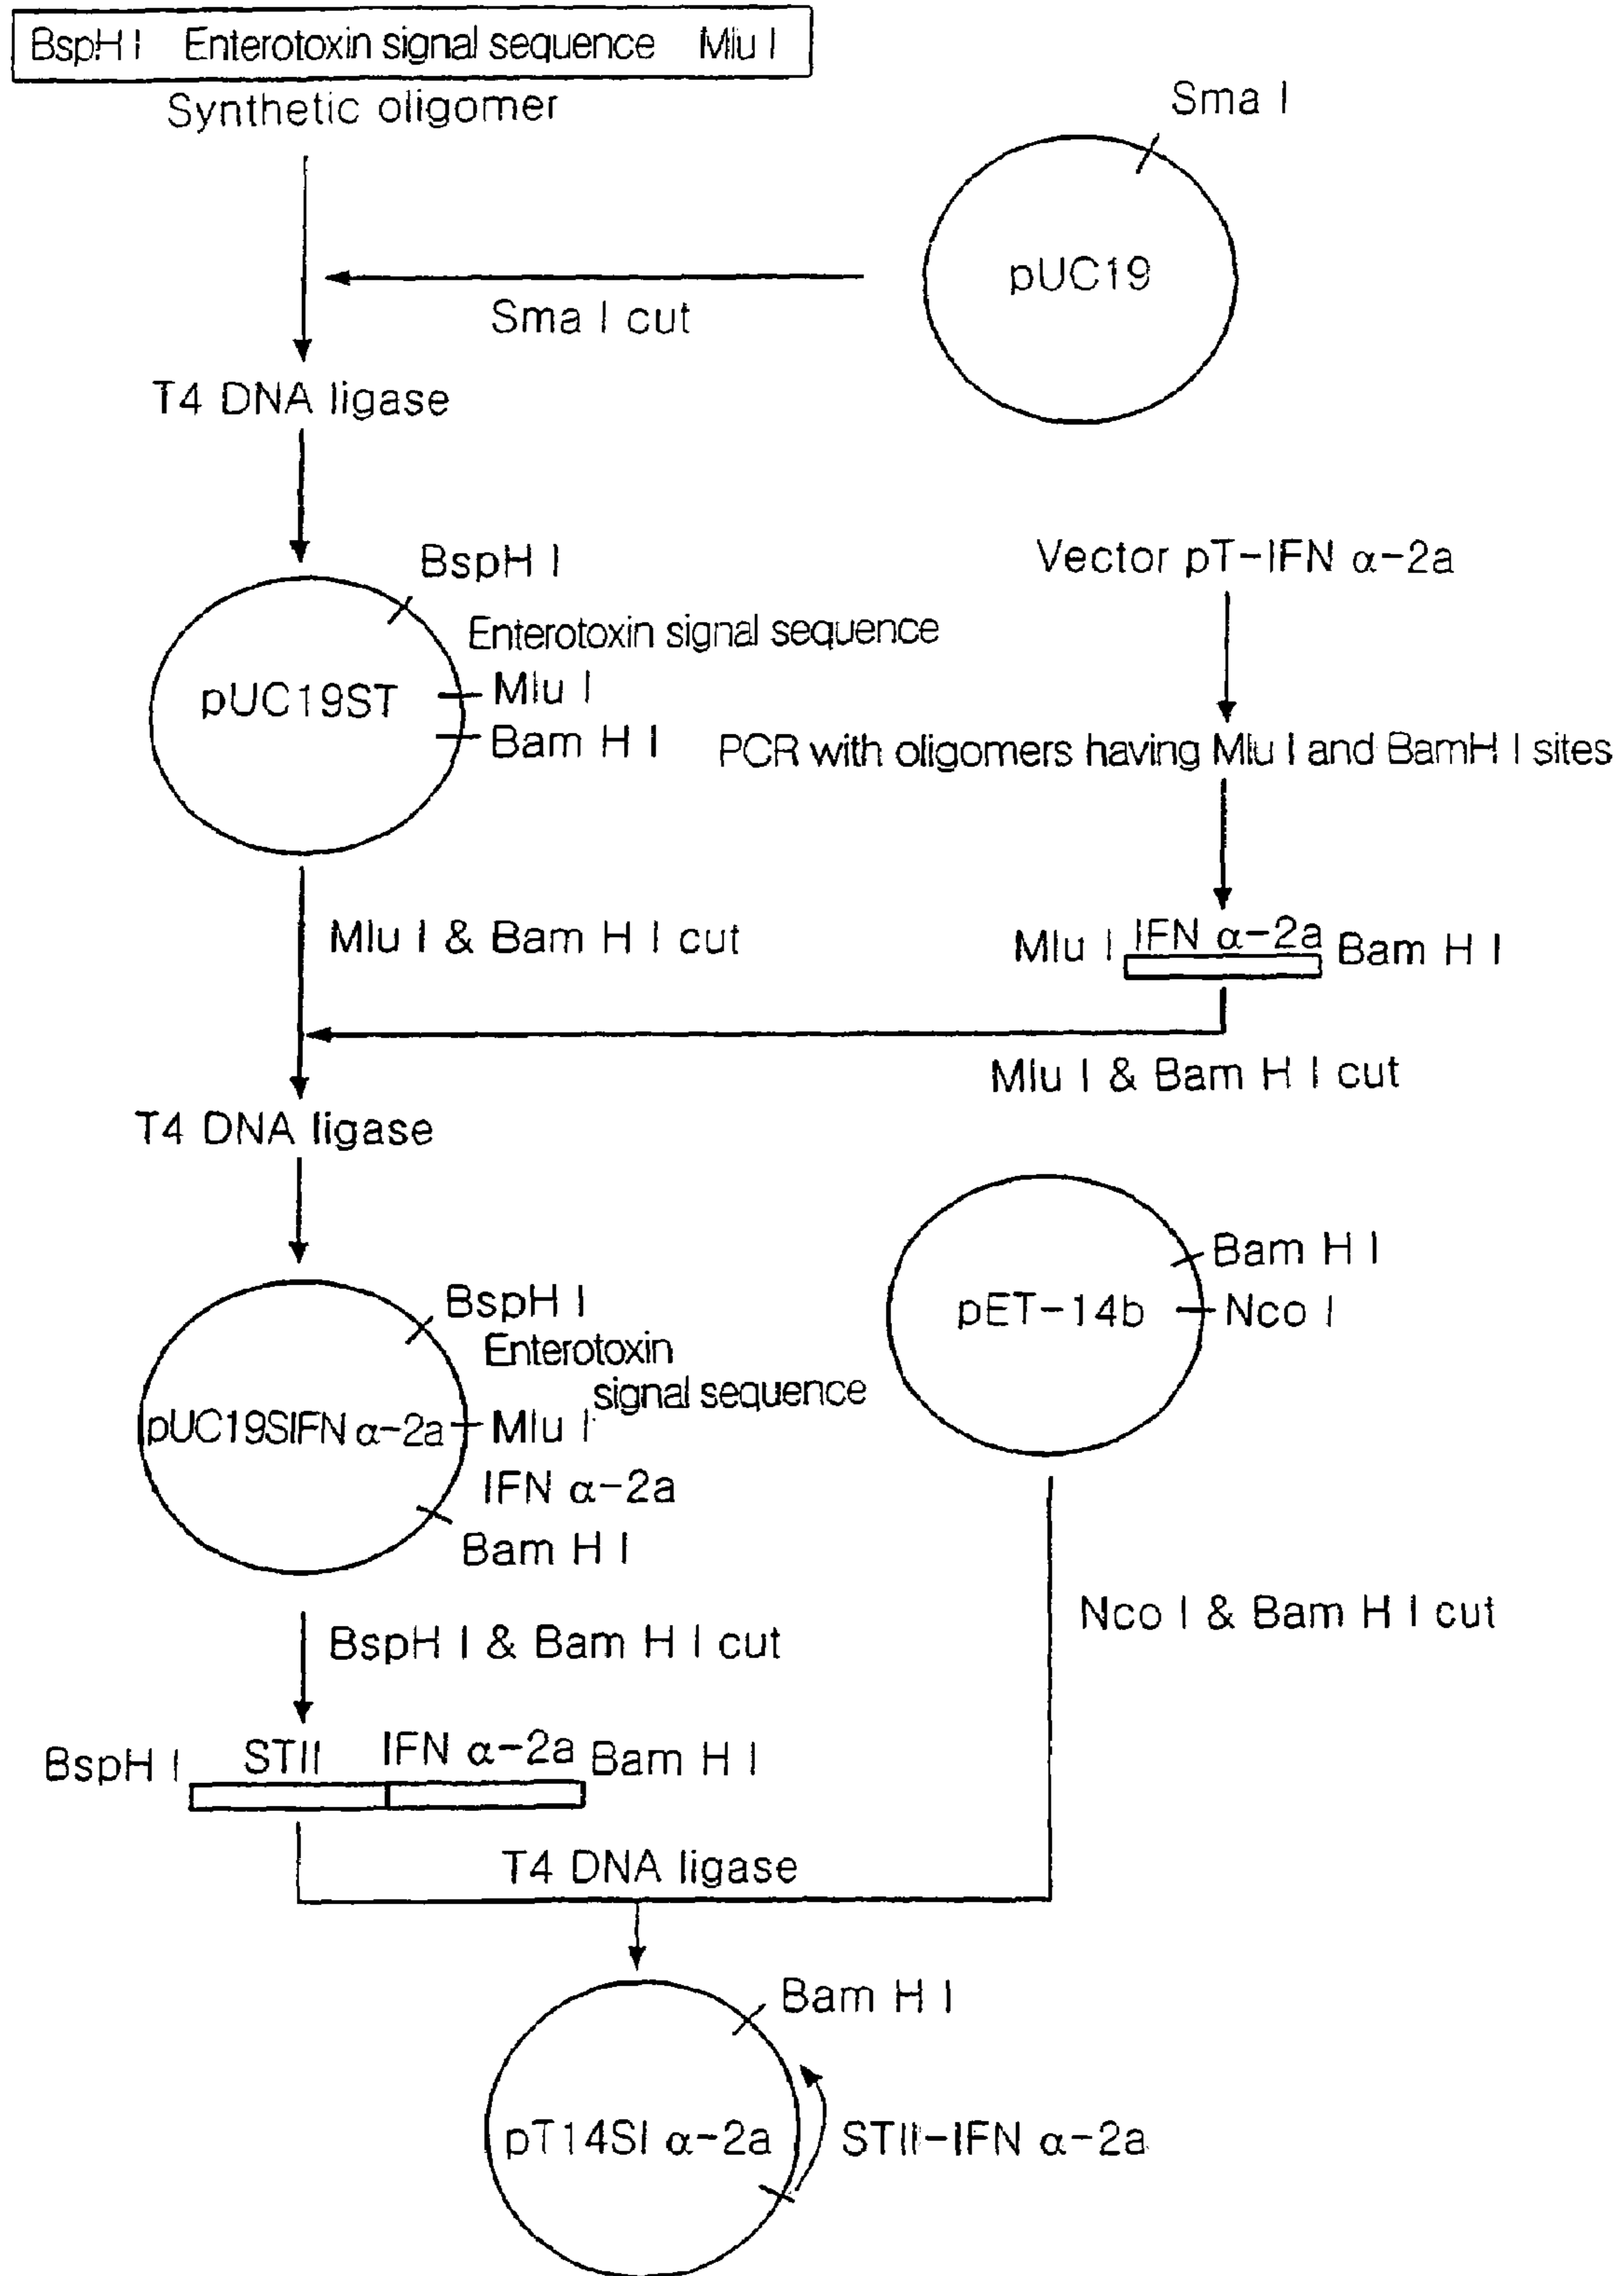 BspH I Enterotoxin signal sequence Mlu I
Synthetic oligomer
Sma I
pUC19
Sma I cut
T4 DNA ligase
BspH I
Enterotoxin signal sequence
pUC19ST
Mlu I
Bam H I
Vector pT-IFN α-2a
PCR with oligomers having Mlu I and BamH I sites
Mlu I & Bam H I cut
Mlu I IFN α-2a Bam H I
Mlu I & Bam H I cut
T4 DNA ligase
BspH I
Enterotoxin
signal sequence
pUC19SIFN α-2a
Mlu I
IFN α-2a
Bam H I
Bam H I
pET-14b
Nco I
BspH I & Bam H I cut
Nco I & Bam H I cut
BspH I STII IFN α-2a Bam H I
T4 DNA ligase
Bam H I
pT14SI α-2a
STII-IFN α-2a